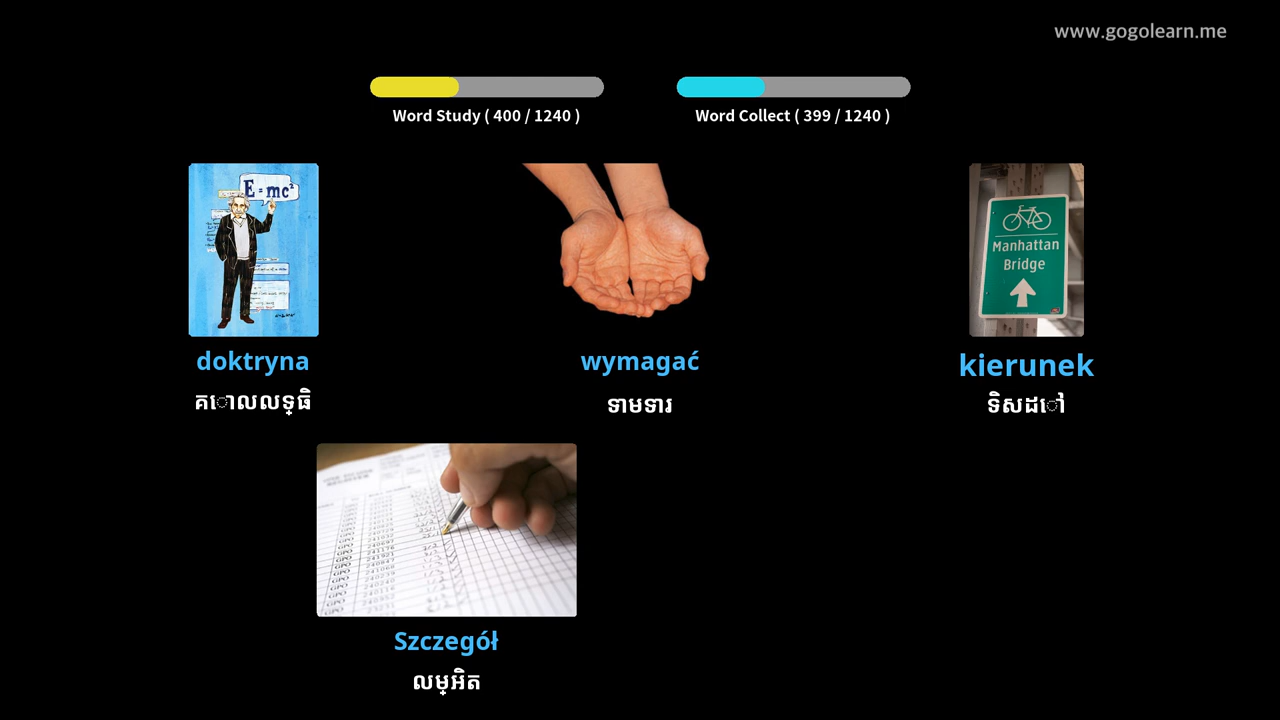 www.gogolearn.me
Word Study ( 400 / 1240 )
Word Collect ( 399 / 1240 )
E = mc²
Manhattan
Bridge
doktryna
wymagać
kierunek
គោលលទ្ធិ
ទាមទារ
ទិសដៅ
Szczegół
លម្អិត